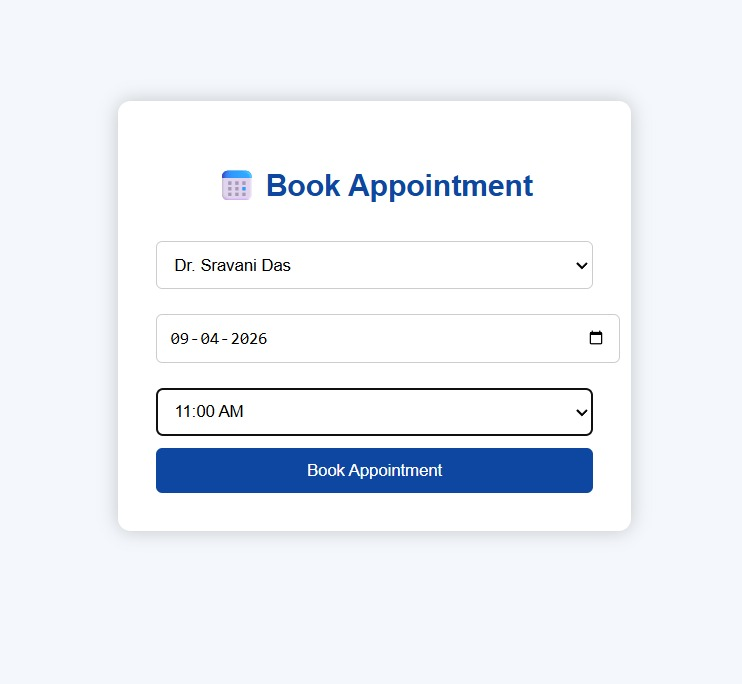 Book Appointment
Dr. Sravani Das
09-04-2026
11:00 AM
Book Appointment